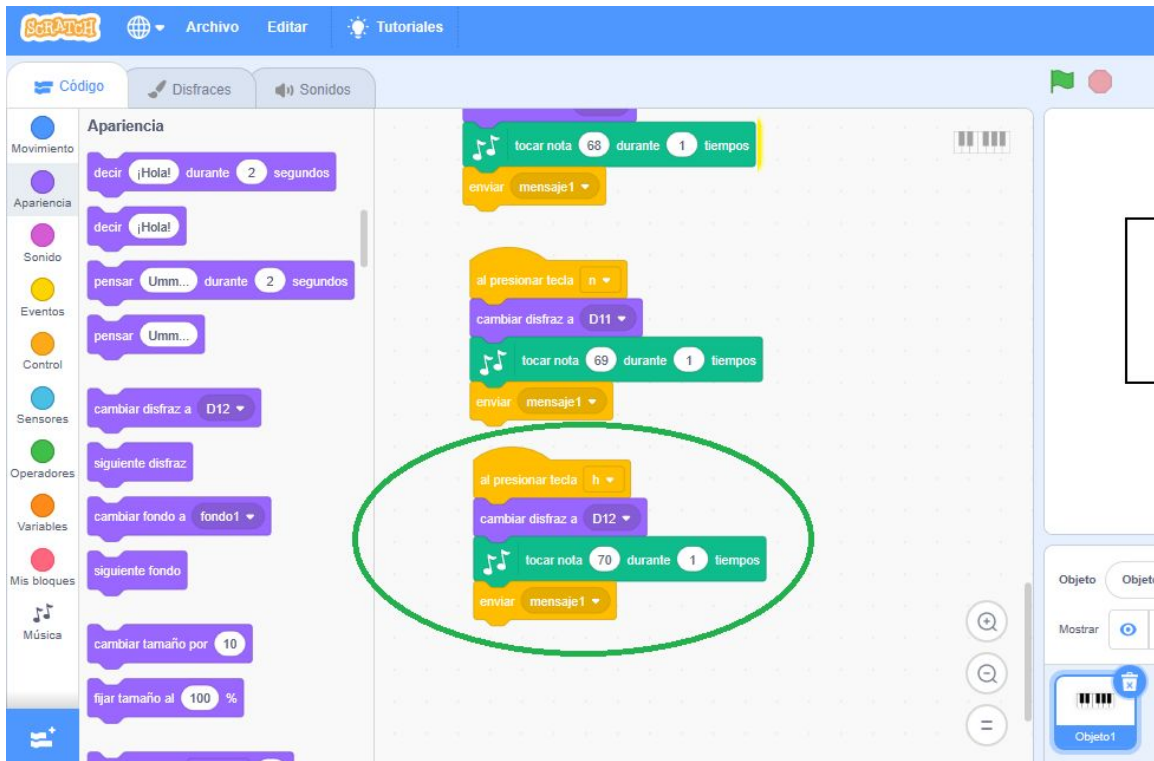 SCRATCH
Archivo Editar Tutoriales
Código Disfraces Sonidos
Movimiento
Apariencia
Sonido
Eventos
Control
Sensores
Operadores
Variables
Mis bloques
Música
Apariencia
decir ¡Hola! durante 2 segundos
decir ¡Hola!
pensar Umm... durante 2 segundos
pensar Umm...
cambiar disfraz a D12
siguiente disfraz
cambiar fondo a fondo1
siguiente fondo
cambiar tamaño por 10
fijar tamaño al 100 %
tocar nota 68 durante 1 tiempos
enviar mensaje1
al presionar tecla n
cambiar disfraz a D11
tocar nota 69 durante 1 tiempos
enviar mensaje1
al presionar tecla h
cambiar disfraz a D12
tocar nota 70 durante 1 tiempos
enviar mensaje1
Objeto
Mostrar
Objeto1